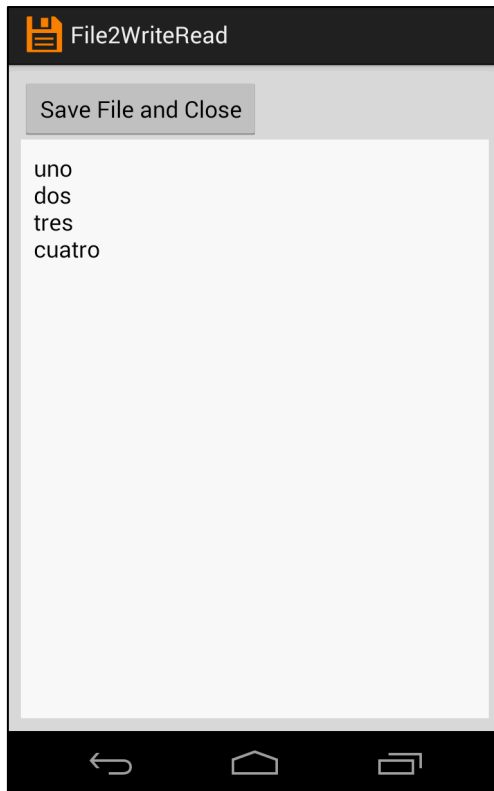 File2WriteRead
Save File and Close
uno
dos
tres
cuatro